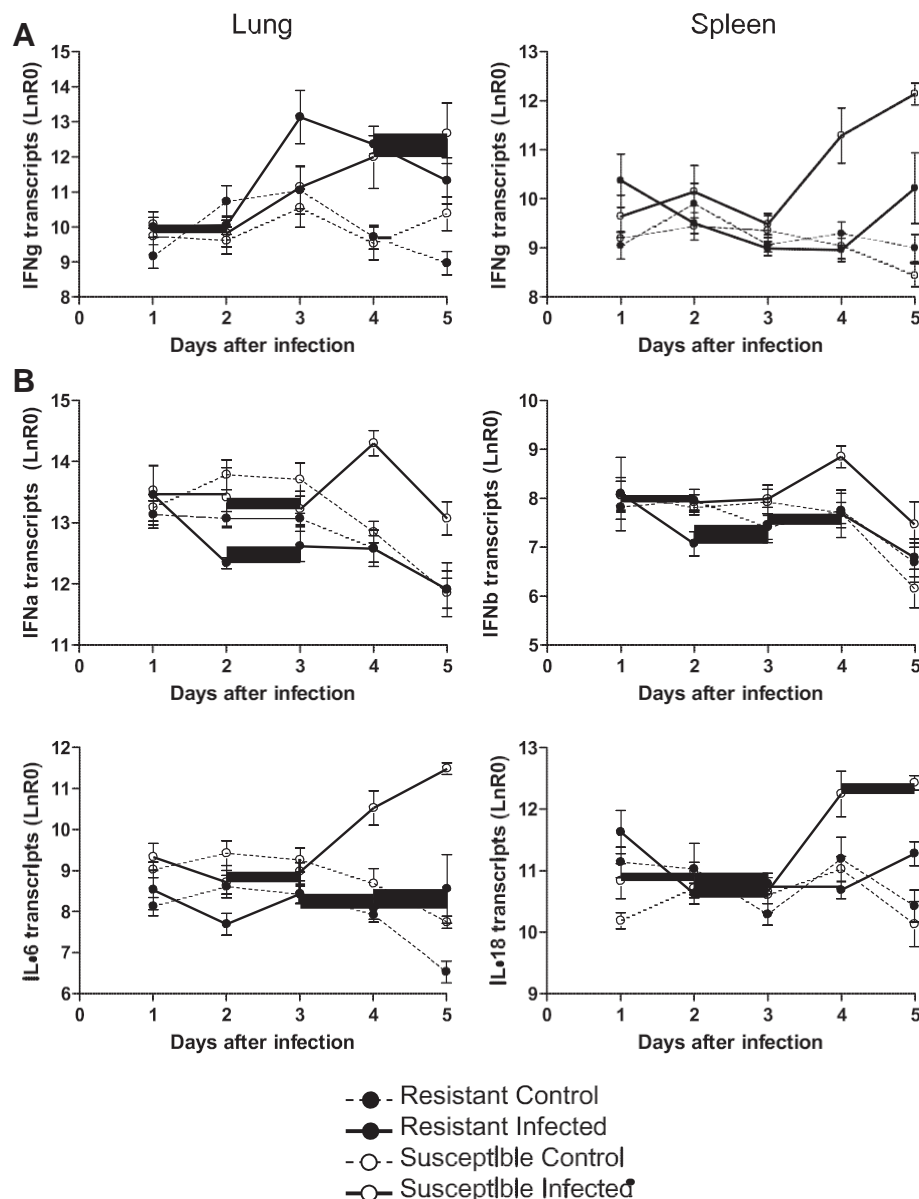 Lung Spleen
A
15 14 13 12 11 10 9 8
IFNg transcripts (LnR0)
0 1 2 3 4 5
Days after infection
13 12 11 10 9 8
IFNg transcripts (LnR0)
0 1 2 3 4 5
Days after infection
B
15 14 13 12 11
IFNa transcripts (LnR0)
0 1 2 3 4 5
Days after infection
10 9 8 7 6 5
IFNb transcripts (LnR0)
0 1 2 3 4 5
Days after infection
12 11 10 9 8 7 6
IL•6 transcripts (LnR0)
0 1 2 3 4 5
Days after infection
13 12 11 10 9
IL•18 transcripts (LnR0)
0 1 2 3 4 5
Days after infection
Resistant Control
Resistant Infected
Susceptible Control
Susceptible Infected